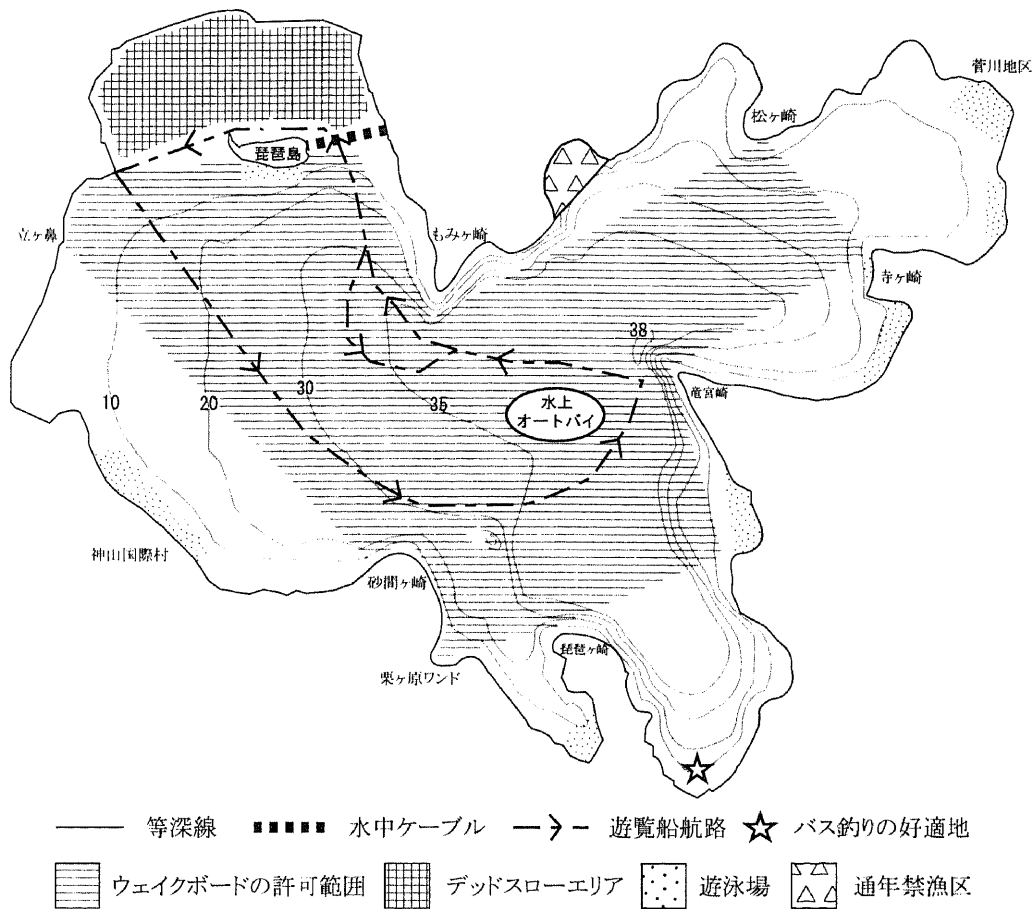 菅川地区
松ヶ崎
琵琶島
立ヶ鼻
もみヶ崎
寺ヶ崎
38
竜宮崎
10
20
30
35
水上
オートバイ
神山国際村
砂間ヶ崎
琵琶ヶ崎
栗ヶ原ワンド
等深線
水中ケーブル
遊覧船航路
バス釣りの好適地
ウェイクボードの許可範囲
デッドスローエリア
遊泳場
通年禁漁区